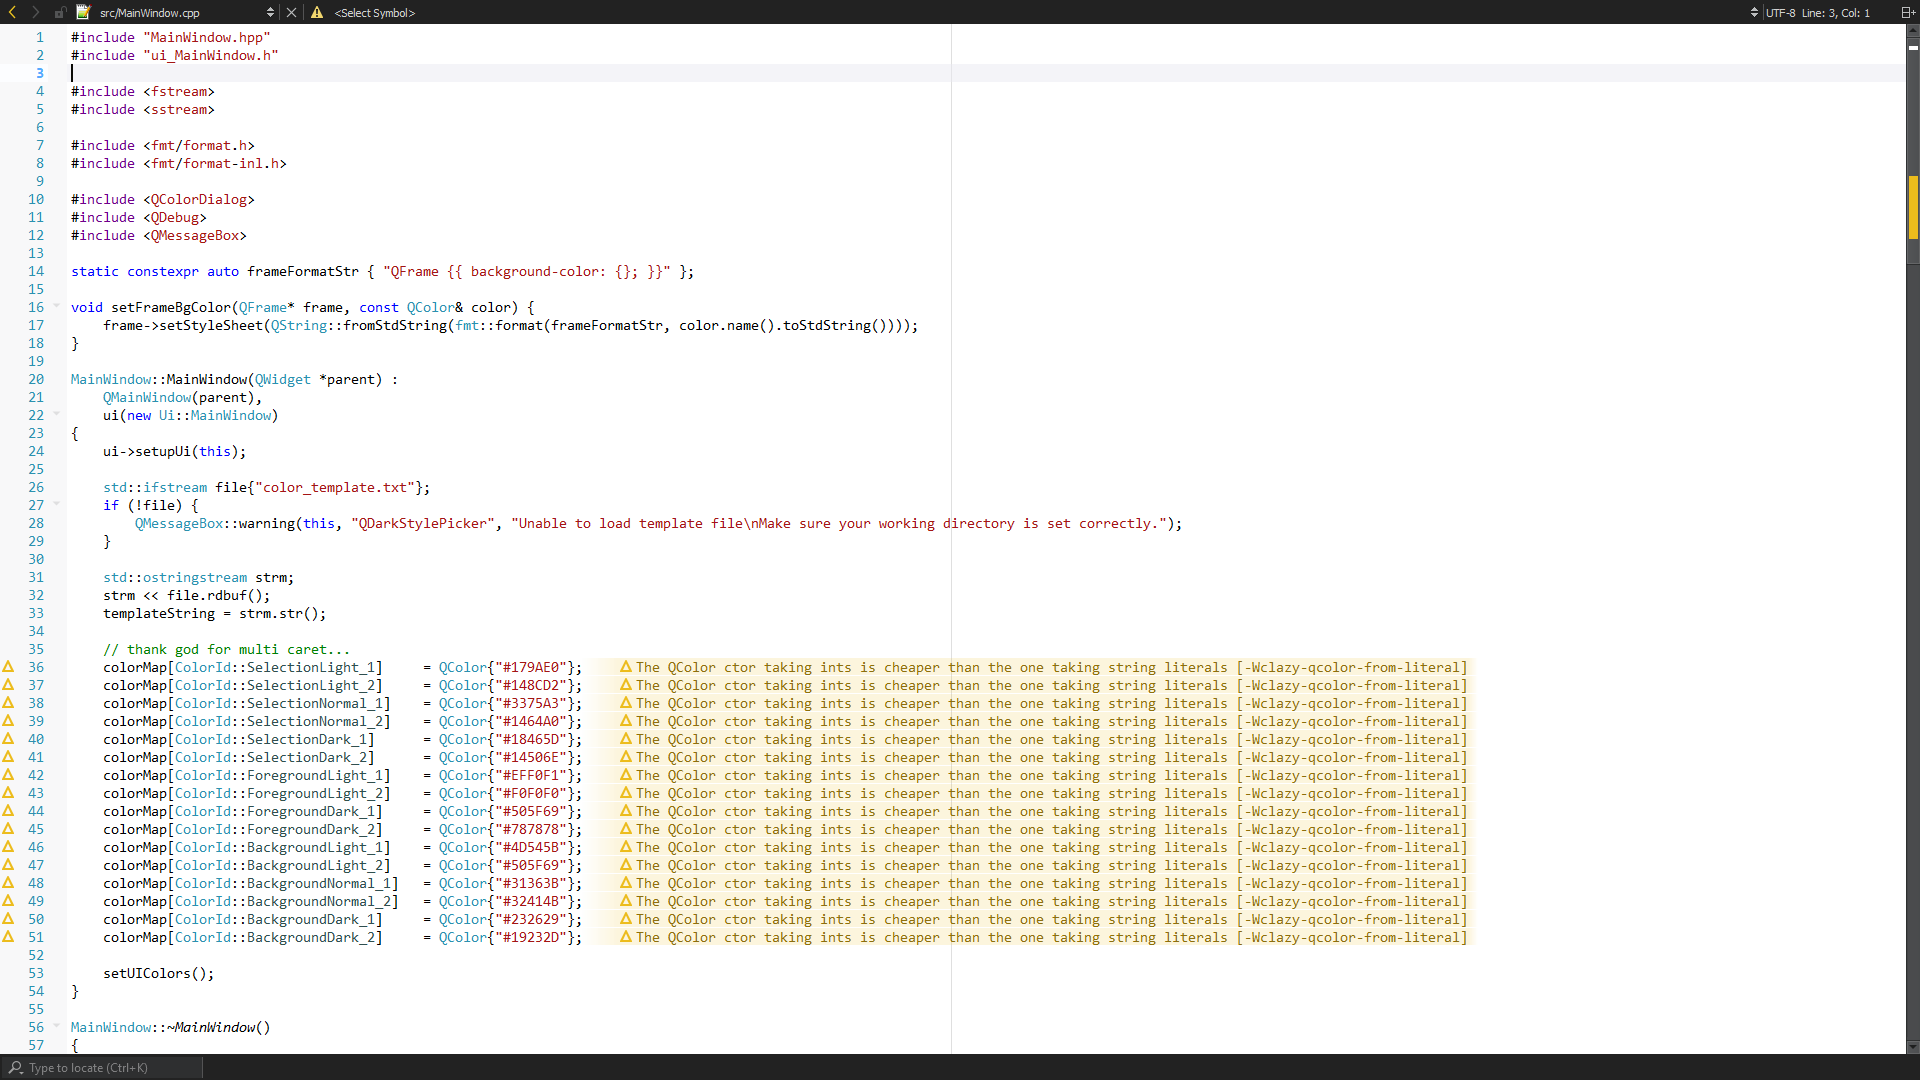 src/MainWindow.cpp <Select Symbol> UTF-8 Line: 3, Col: 1
1 #include "MainWindow.hpp"
2 #include "ui_MainWindow.h"
3
4 #include <fstream>
5 #include <sstream>
6
7 #include <fmt/format.h>
8 #include <fmt/format-inl.h>
9
10 #include <QColorDialog>
11 #include <QDebug>
12 #include <QMessageBox>
13
14 static constexpr auto frameFormatStr { "QFrame {{ background-color: {}; }}" };
15
16 void setFrameBgColor(QFrame* frame, const QColor& color) {
17     frame->setStyleSheet(QString::fromStdString(fmt::format(frameFormatStr, color.name().toStdString())));
18 }
19
20 MainWindow::MainWindow(QWidget *parent) :
21     QMainWindow(parent),
22     ui(new Ui::MainWindow)
23 {
24     ui->setupUi(this);
25
26     std::ifstream file{"color_template.txt"};
27     if (!file) {
28         QMessageBox::warning(this, "QDarkStylePicker", "Unable to load template file\nMake sure your working directory is set correctly.");
29     }
30
31     std::ostringstream strm;
32     strm << file.rdbuf();
33     templateString = strm.str();
34
35     // thank god for multi caret...
36     colorMap[ColorId::SelectionLight_1]     = QColor{"#179AE0"}; The QColor ctor taking ints is cheaper than the one taking string literals [-Wclazy-qcolor-from-literal]
37     colorMap[ColorId::SelectionLight_2]     = QColor{"#148CD2"}; The QColor ctor taking ints is cheaper than the one taking string literals [-Wclazy-qcolor-from-literal]
38     colorMap[ColorId::SelectionNormal_1]    = QColor{"#3375A3"}; The QColor ctor taking ints is cheaper than the one taking string literals [-Wclazy-qcolor-from-literal]
39     colorMap[ColorId::SelectionNormal_2]    = QColor{"#1464A0"}; The QColor ctor taking ints is cheaper than the one taking string literals [-Wclazy-qcolor-from-literal]
40     colorMap[ColorId::SelectionDark_1]      = QColor{"#18465D"}; The QColor ctor taking ints is cheaper than the one taking string literals [-Wclazy-qcolor-from-literal]
41     colorMap[ColorId::SelectionDark_2]      = QColor{"#14506E"}; The QColor ctor taking ints is cheaper than the one taking string literals [-Wclazy-qcolor-from-literal]
42     colorMap[ColorId::ForegroundLight_1]    = QColor{"#EFF0F1"}; The QColor ctor taking ints is cheaper than the one taking string literals [-Wclazy-qcolor-from-literal]
43     colorMap[ColorId::ForegroundLight_2]    = QColor{"#F0F0F0"}; The QColor ctor taking ints is cheaper than the one taking string literals [-Wclazy-qcolor-from-literal]
44     colorMap[ColorId::ForegroundDark_1]     = QColor{"#505F69"}; The QColor ctor taking ints is cheaper than the one taking string literals [-Wclazy-qcolor-from-literal]
45     colorMap[ColorId::ForegroundDark_2]     = QColor{"#787878"}; The QColor ctor taking ints is cheaper than the one taking string literals [-Wclazy-qcolor-from-literal]
46     colorMap[ColorId::BackgroundLight_1]    = QColor{"#4D545B"}; The QColor ctor taking ints is cheaper than the one taking string literals [-Wclazy-qcolor-from-literal]
47     colorMap[ColorId::BackgroundLight_2]    = QColor{"#505F69"}; The QColor ctor taking ints is cheaper than the one taking string literals [-Wclazy-qcolor-from-literal]
48     colorMap[ColorId::BackgroundNormal_1]   = QColor{"#31363B"}; The QColor ctor taking ints is cheaper than the one taking string literals [-Wclazy-qcolor-from-literal]
49     colorMap[ColorId::BackgroundNormal_2]   = QColor{"#32414B"}; The QColor ctor taking ints is cheaper than the one taking string literals [-Wclazy-qcolor-from-literal]
50     colorMap[ColorId::BackgroundDark_1]     = QColor{"#232629"}; The QColor ctor taking ints is cheaper than the one taking string literals [-Wclazy-qcolor-from-literal]
51     colorMap[ColorId::BackgroundDark_2]     = QColor{"#19232D"}; The QColor ctor taking ints is cheaper than the one taking string literals [-Wclazy-qcolor-from-literal]
52
53     setUIColors();
54 }
55
56 MainWindow::~MainWindow()
57 {
Type to locate (Ctrl+K)